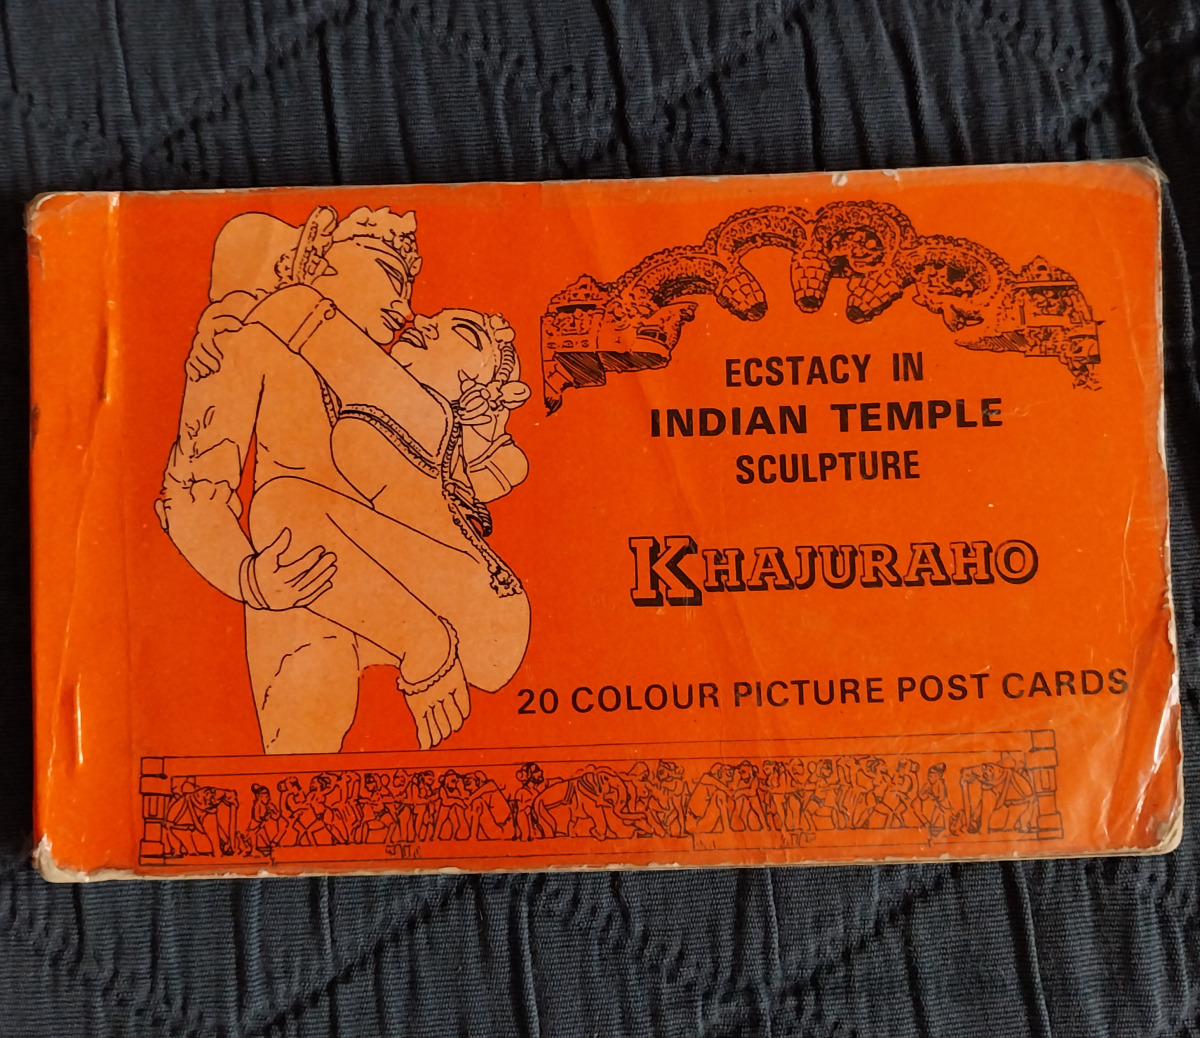 ECSTACY IN
INDIAN TEMPLE
SCULPTURE
KHAJURAHO
20 COLOUR PICTURE POST CARDS